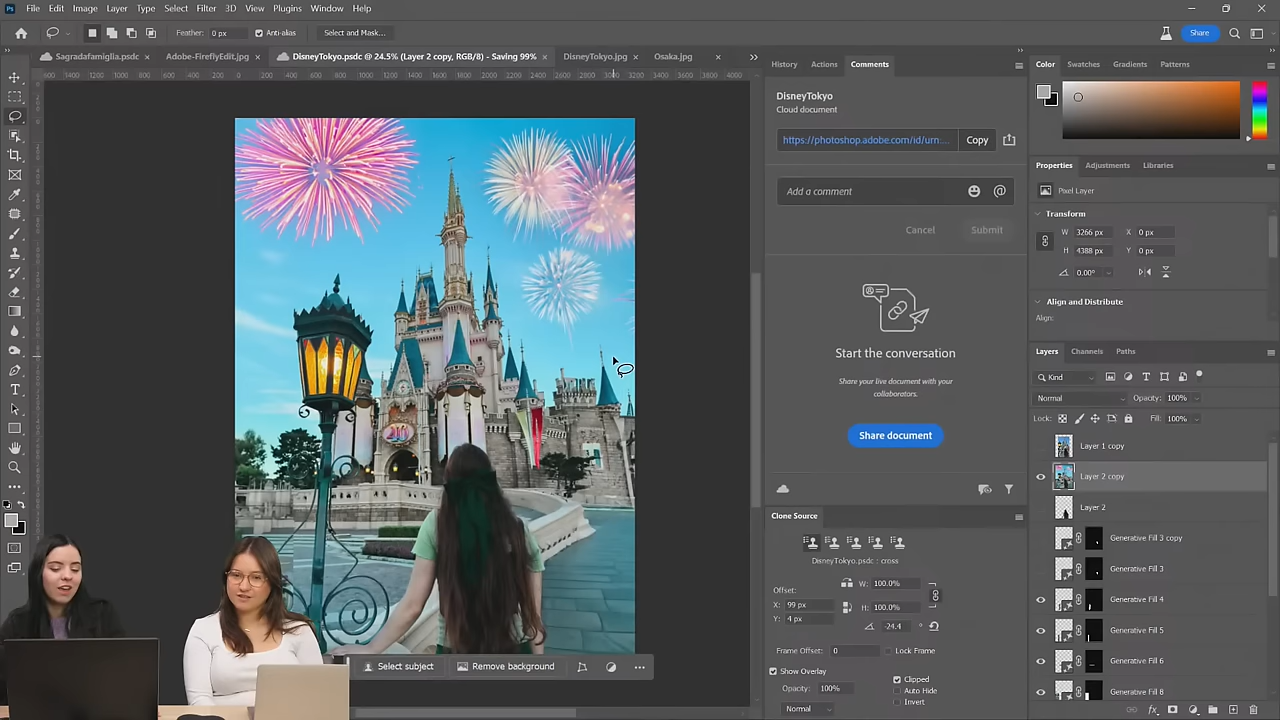 Ps File Edit Image Layer Type Select Filter 3D View Plugins Window Help
Feather: 0 px Anti-alias Select and Mask... Share
Sagradafamiglia.psdc × Adobe-FireflyEdit.jpg × DisneyTokyo.psdc @ 24.5% (Layer 2 copy, RGB/8) - Saving 99% × DisneyTokyo.jpg × Osaka.jpg ×
History Actions Comments
DisneyTokyo
Cloud document
https://photoshop.adobe.com/id/urn:... Copy
Add a comment
Cancel Submit
Start the conversation
Share your live document with your
collaborators.
Share document
Clone Source
DisneyTokyo.psdc : cross
Offset: W: 100.0%
X: 99 px H: 100.0%
Y: 4 px -24.4 °
Frame Offset: 0 Lock Frame
Show Overlay
Opacity: 100% Clipped
Auto Hide
Invert
Normal
Color Swatches Gradients Patterns
Properties Adjustments Libraries
Pixel Layer
Transform
W 3266 px X 0 px
H 4388 px Y 0 px
0.00°
Align and Distribute
Align:
Layers Channels Paths
Kind
Normal Opacity: 100%
Lock: Fill: 100%
Layer 1 copy
Layer 2 copy
Layer 2
Generative Fill 3 copy
Generative Fill 3
Generative Fill 4
Generative Fill 5
Generative Fill 6
Generative Fill 8
Select subject Remove background ...